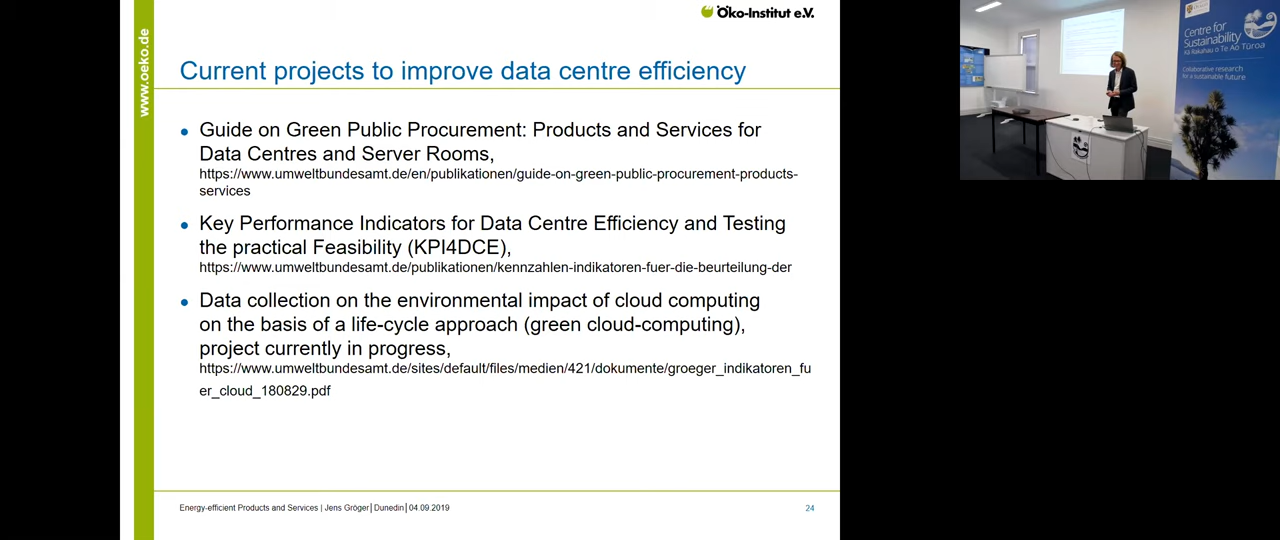 Öko-Institut e.V.
www.oeko.de
Current projects to improve data centre efficiency
Guide on Green Public Procurement: Products and Services for
Data Centres and Server Rooms,
https://www.umweltbundesamt.de/en/publikationen/guide-on-green-public-procurement-products-
services
Key Performance Indicators for Data Centre Efficiency and Testing
the practical Feasibility (KPI4DCE),
https://www.umweltbundesamt.de/publikationen/kennzahlen-indikatoren-fuer-die-beurteilung-der
Data collection on the environmental impact of cloud computing
on the basis of a life-cycle approach (green cloud-computing),
project currently in progress,
https://www.umweltbundesamt.de/sites/default/files/medien/421/dokumente/groeger_indikatoren_fu
er_cloud_180829.pdf
Energy-efficient Products and Services | Jens Gröger│Dunedin│04.09.2019
24
Centre for
Sustainability
Kā Rakahau o Te Ao Tūroa
Collaborative research
for a sustainable future